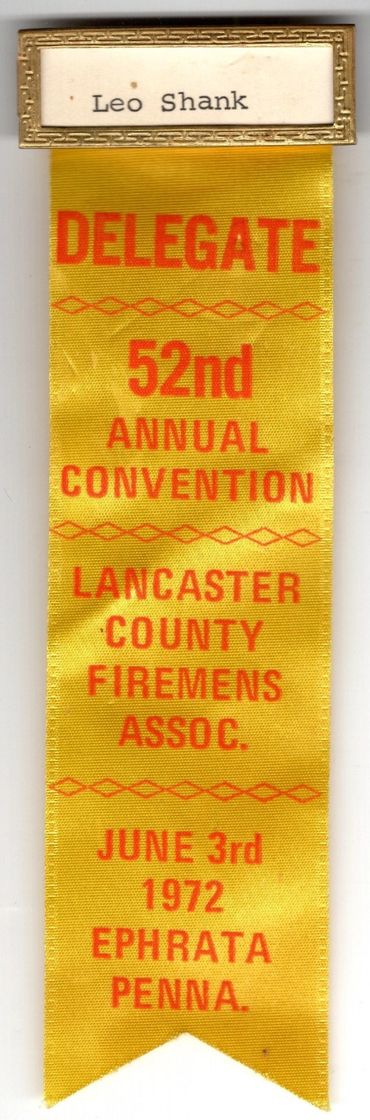 Leo Shank
DELEGATE
52nd
ANNUAL
CONVENTION
LANCASTER
COUNTY
FIREMENS
ASSOC.
JUNE 3rd
1972
EPHRATA
PENNA.